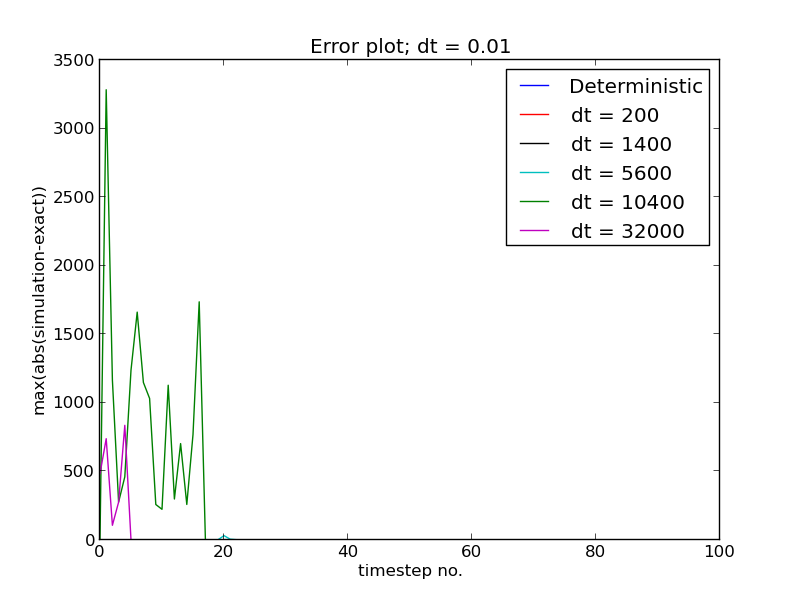 Error plot; dt = 0.01
max(abs(simulation-exact))
3500
3000
2500
2000
1500
1000
500
0
0 20 40 60 80 100
timestep no.
Deterministic
dt = 200
dt = 1400
dt = 5600
dt = 10400
dt = 32000